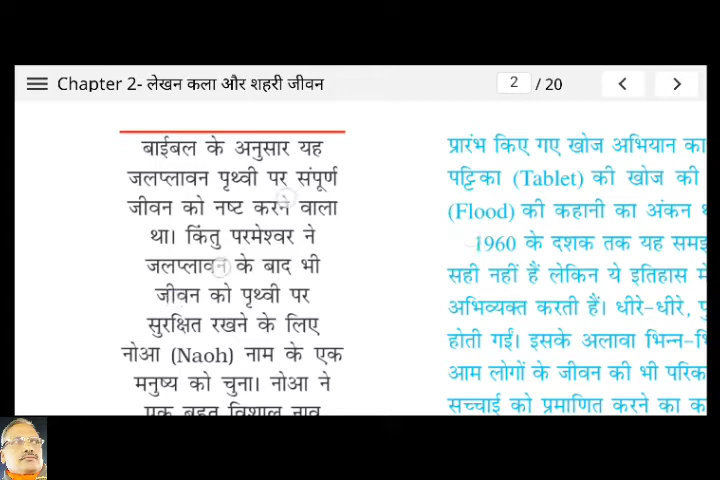 Chapter 2- लेखन कला और शहरी जीवन
2 / 20
बाईबल के अनुसार यह
जलप्लावन पृथ्वी पर संपूर्ण
जीवन को नष्ट करने वाला
था। किंतु परमेश्वर ने
जलप्लावन के बाद भी
जीवन को पृथ्वी पर
सुरक्षित रखने के लिए
नोआ (Naoh) नाम के एक
मनुष्य को चुना। नोआ ने
एक बहुत विशाल नाव
प्रारंभ किए गए खोज अभियान का
पट्टिका (Tablet) की खोज की
(Flood) की कहानी का अंकन
1960 के दशक तक यह
सही नहीं हैं लेकिन ये इतिहास
अभिव्यक्त करती हैं। धीरे-धीरे,
होती गईं। इसके अलावा
आम लोगों के जीवन की भी
सच्चाई को प्रमाणित करने का